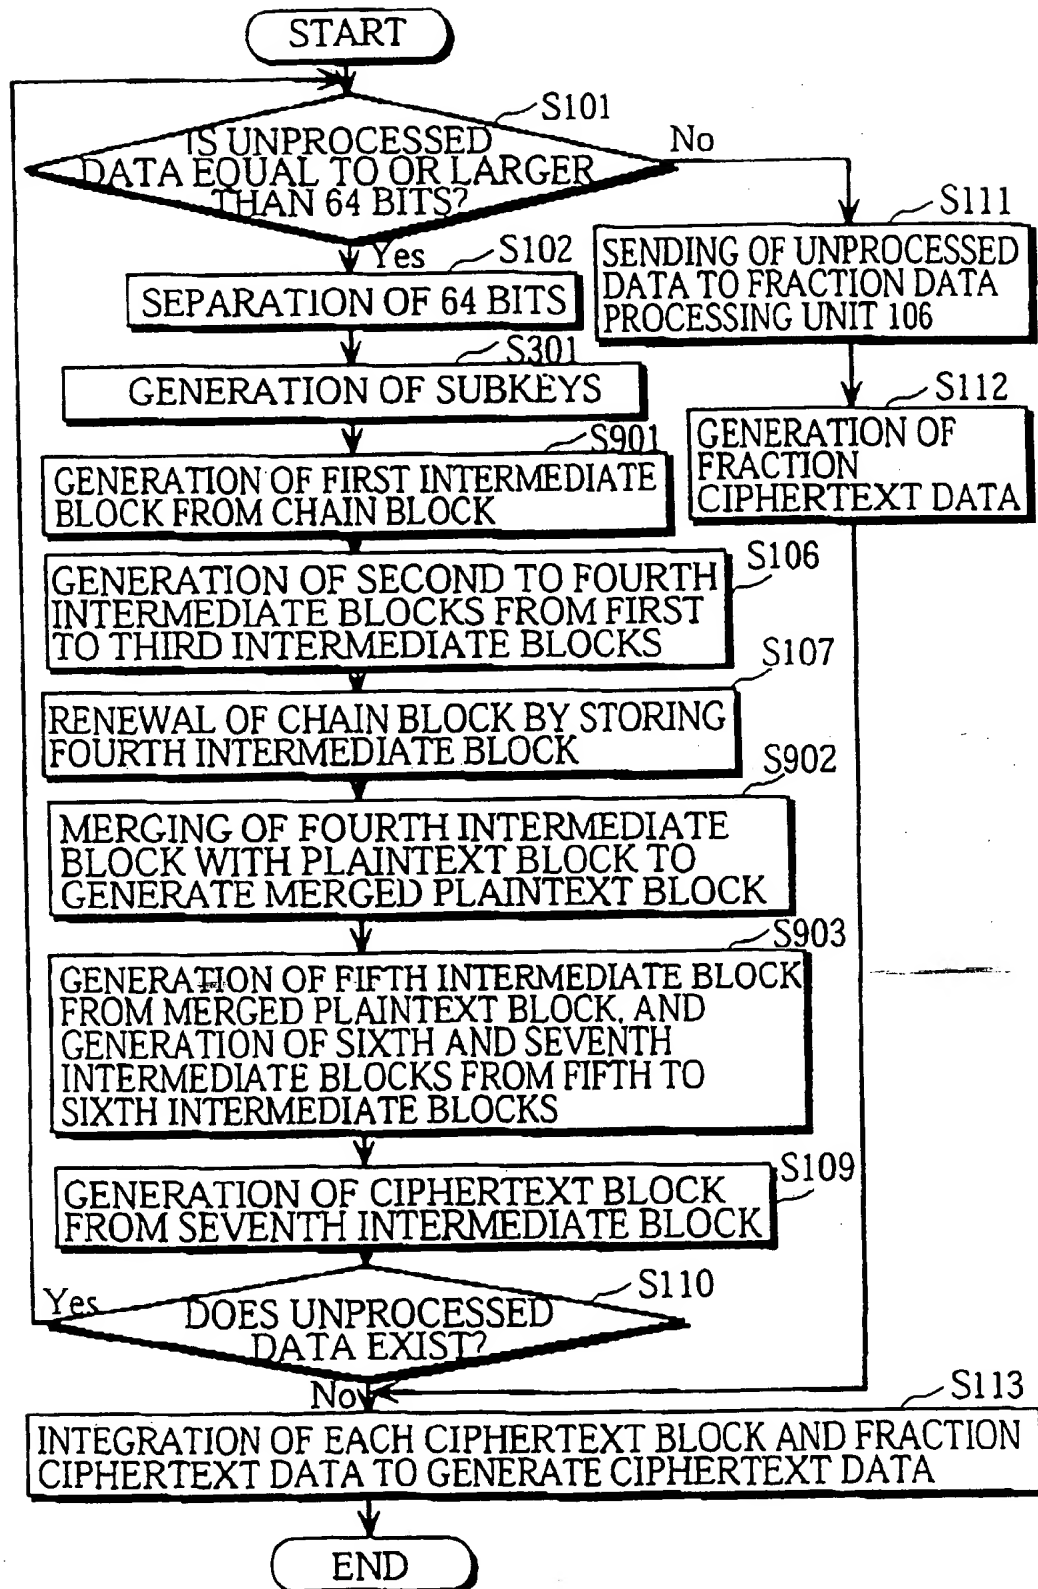 START
S101
IS UNPROCESSED
DATA EQUAL TO OR LARGER
THAN 64 BITS?
No
Yes
S102
SEPARATION OF 64 BITS
S111
SENDING OF UNPROCESSED
DATA TO FRACTION DATA
PROCESSING UNIT 106
S301
GENERATION OF SUBKEYS
S112
GENERATION OF
FRACTION
CIPHERTEXT DATA
S901
GENERATION OF FIRST INTERMEDIATE
BLOCK FROM CHAIN BLOCK
S106
GENERATION OF SECOND TO FOURTH
INTERMEDIATE BLOCKS FROM FIRST
TO THIRD INTERMEDIATE BLOCKS
S107
RENEWAL OF CHAIN BLOCK BY STORING
FOURTH INTERMEDIATE BLOCK
S902
MERGING OF FOURTH INTERMEDIATE
BLOCK WITH PLAINTEXT BLOCK TO
GENERATE MERGED PLAINTEXT BLOCK
S903
GENERATION OF FIFTH INTERMEDIATE BLOCK
FROM MERGED PLAINTEXT BLOCK, AND
GENERATION OF SIXTH AND SEVENTH
INTERMEDIATE BLOCKS FROM FIFTH TO
SIXTH INTERMEDIATE BLOCKS
S109
GENERATION OF CIPHERTEXT BLOCK
FROM SEVENTH INTERMEDIATE BLOCK
S110
Yes
DOES UNPROCESSED
DATA EXIST?
No
S113
INTEGRATION OF EACH CIPHERTEXT BLOCK AND FRACTION
CIPHERTEXT DATA TO GENERATE CIPHERTEXT DATA
END